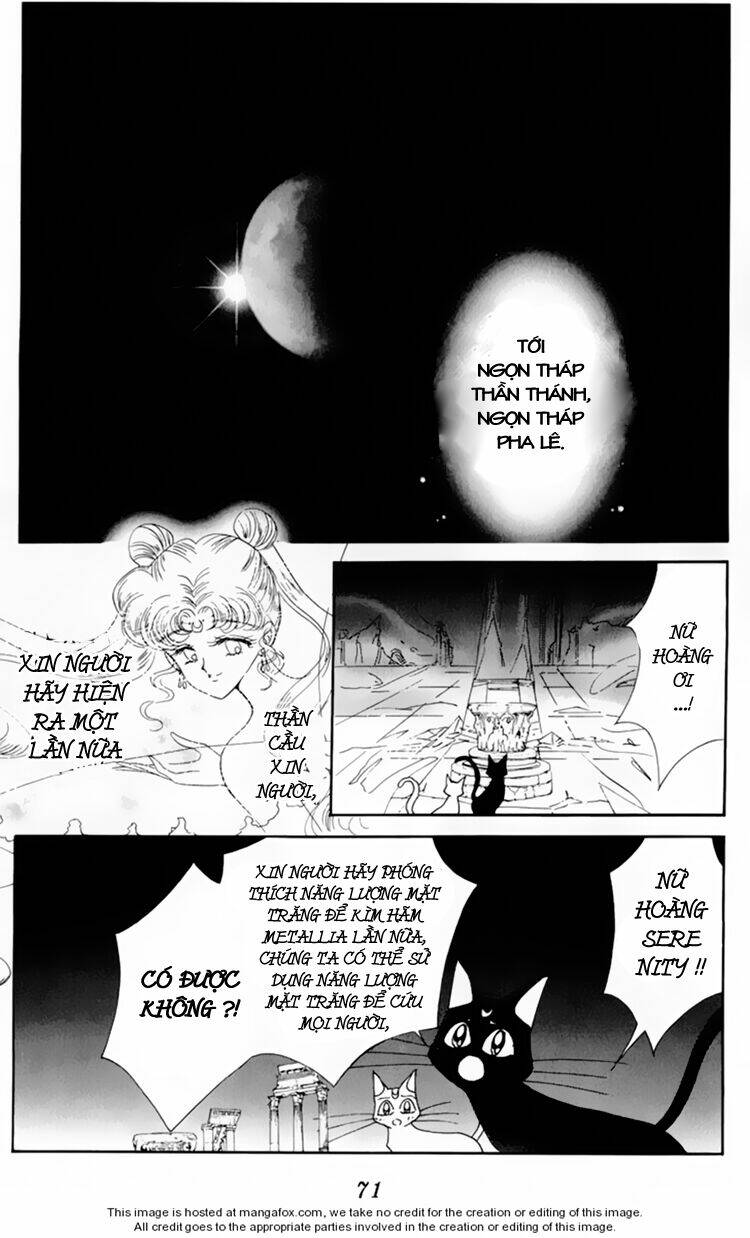 TỚI
NGỌN THÁP
THẦN THÁNH,
NGỌN THÁP
PHA LÊ.
NỮ
HOÀNG
ƠI
...!
THẦN
CẦU
XIN
NGƯỜI,
XIN NGƯỜI
HÃY HIỆN
RA MỘT
LẦN NỮA
NỮ
HOÀNG
SERE
NITY !!
XIN NGƯỜI HÃY PHÓNG
THÍCH NĂNG LƯỢNG MẶT
TRĂNG ĐỂ KÌM HÃM
METALLIA LẦN NỮA,
CHÚNG TA CÓ THỂ SỬ
DỤNG NĂNG LƯỢNG
MẶT TRĂNG ĐỂ CỨU
MỌI NGƯỜI,
CÓ ĐƯỢC
KHÔNG ?!
71
This image is hosted at mangafox.com, we take no credit for the creation or editing of this image.
All credit goes to the appropriate parties involved in the creation or editing of this image.